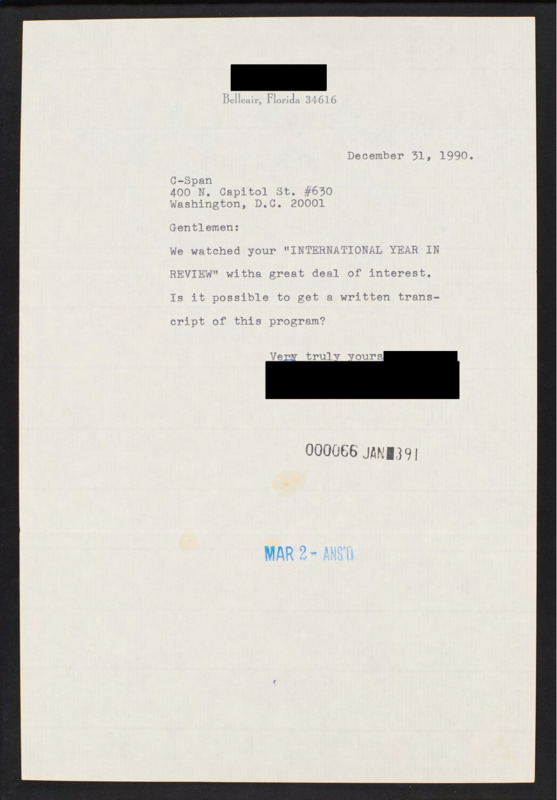 Belleair, Florida 34616
December 31, 1990.
C-Span
400 N. Capitol St. #630
Washington, D.C. 20001
Gentlemen:
We watched your "INTERNATIONAL YEAR IN
REVIEW" witha great deal of interest.
Is it possible to get a written trans-
cript of this program?
Very truly yours
000066 JAN 391
MAR 2- ANS'D